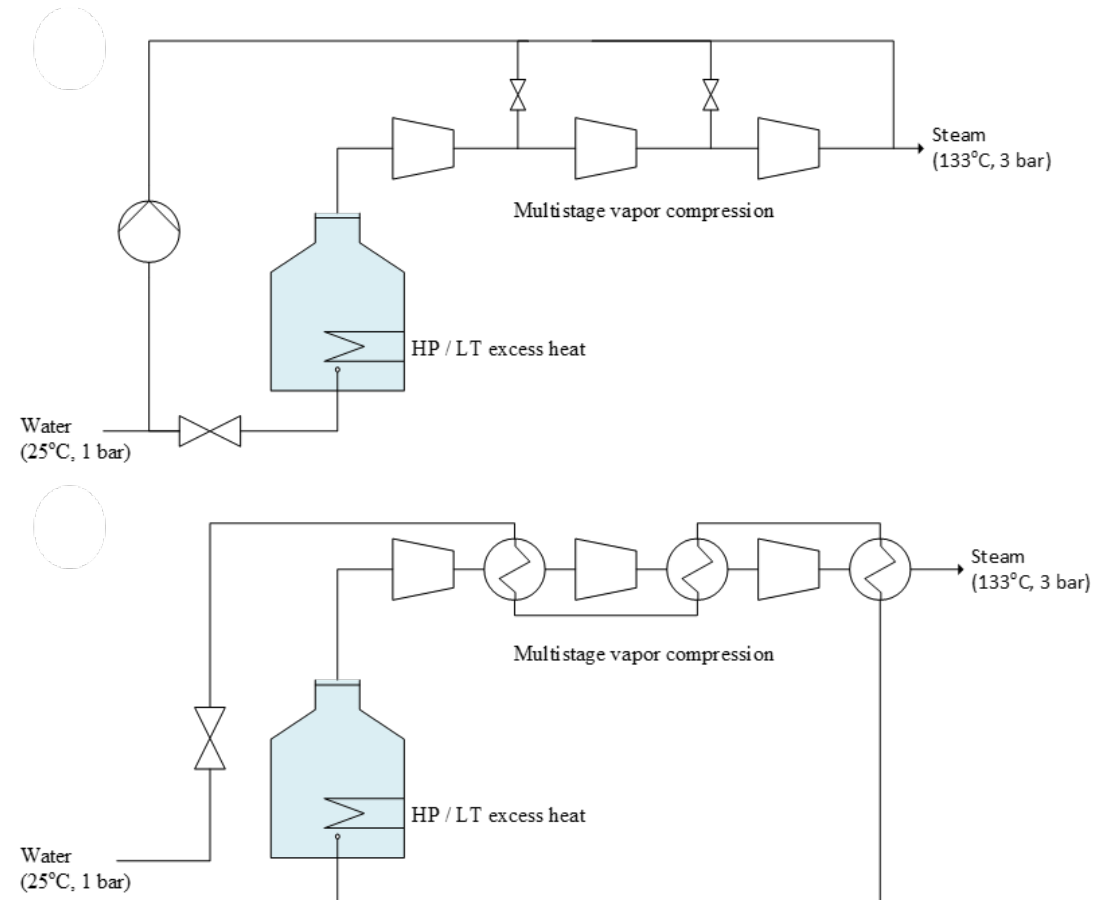 Steam
(133°C, 3 bar)
Multistage vapor compression
HP / LT excess heat
Water
(25°C, 1 bar)
Steam
(133°C, 3 bar)
Multistage vapor compression
HP / LT excess heat
Water
(25°C, 1 bar)